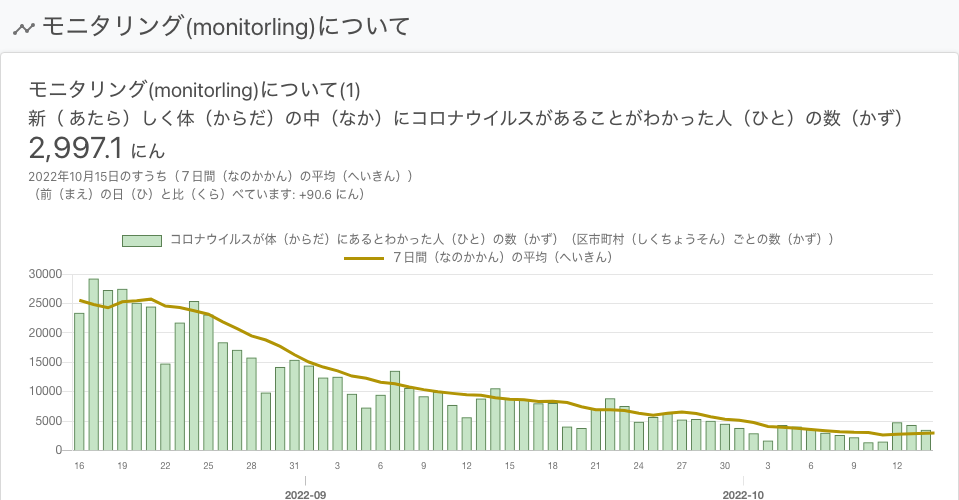 モニタリング(monitorling)について
モニタリング(monitorling)について(1)
新（ あたら）しく体（からだ）の中（なか）にコロナウイルスがあることがわかった人（ひと）の数（かず）
2,997.1 にん
2022年10月15日のすうち（７日間（なのかかん）の平均（へいきん））
（前（まえ）の日（ひ）と比（くら）べています: +90.6 にん）
コロナウイルスが体（からだ）にあるとわかった人（ひと）の数（かず）（区市町村（しくちょうそん）ごとの数（かず））
７日間（なのかかん）の平均（へいきん）
30000
25000
20000
15000
10000
5000
0
16 19 22 25 28 31 3 6 9 12 15 18 21 24 27 30 3 6 9 12
2022-09 2022-10